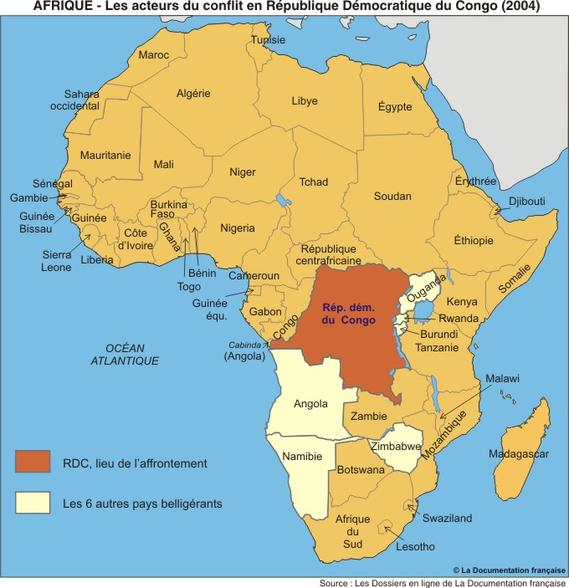 AFRIQUE - Les acteurs du conflit en République Démocratique du Congo (2004)
Tunisie
Maroc
Algérie
Libye
Égypte
Sahara
occidental
Mauritanie
Mali
Niger
Tchad
Soudan
Érythrée
Djibouti
Sénégal
Gambie
Guinée
Bissau
Guinée
Burkina
Faso
Côte
d'Ivoire
Ghana
Nigeria
Éthiopie
Somalie
Sierra
Leone
Liberia
Bénin
Togo
Cameroun
République
centrafricaine
Guinée
équ.
Gabon
Congo
Rép. dém.
du Congo
Ouganda
Kenya
Rwanda
Burundi
Tanzanie
Cabinda
(Angola)
OCÉAN
ATLANTIQUE
Angola
Zambie
Malawi
Mozambique
Zimbabwe
Namibie
Botswana
Madagascar
Swaziland
Afrique
du
Sud
Lesotho
RDC, lieu de l'affrontement
Les 6 autres pays belligérants
© La Documentation française
Source : Les Dossiers en ligne de La Documentation française